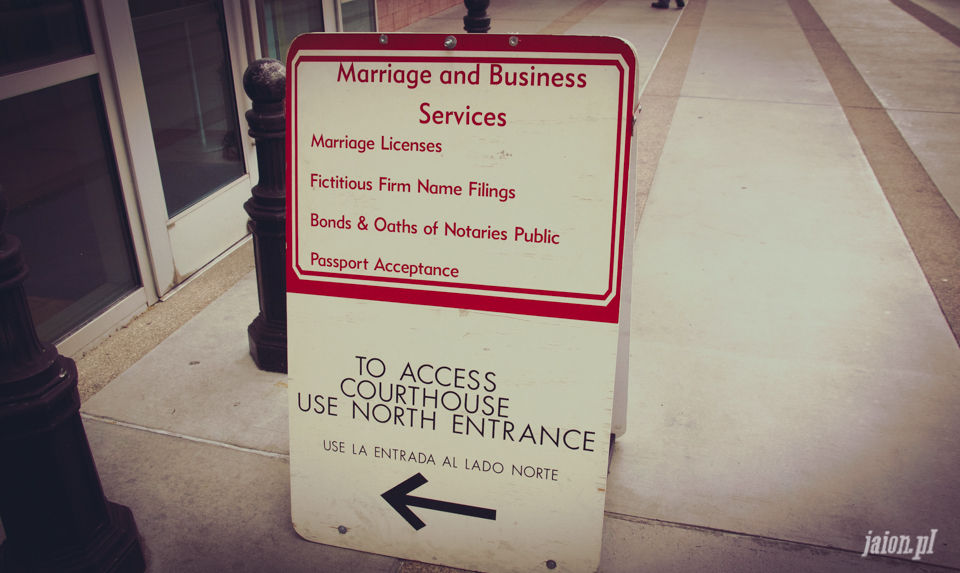 Marriage and Business
Services
Marriage Licenses
Fictitious Firm Name Filings
Bonds & Oaths of Notaries Public
Passport Acceptance
TO ACCESS
COURTHOUSE
USE NORTH ENTRANCE
USE LA ENTRADA AL LADO NORTE
jaion.pl